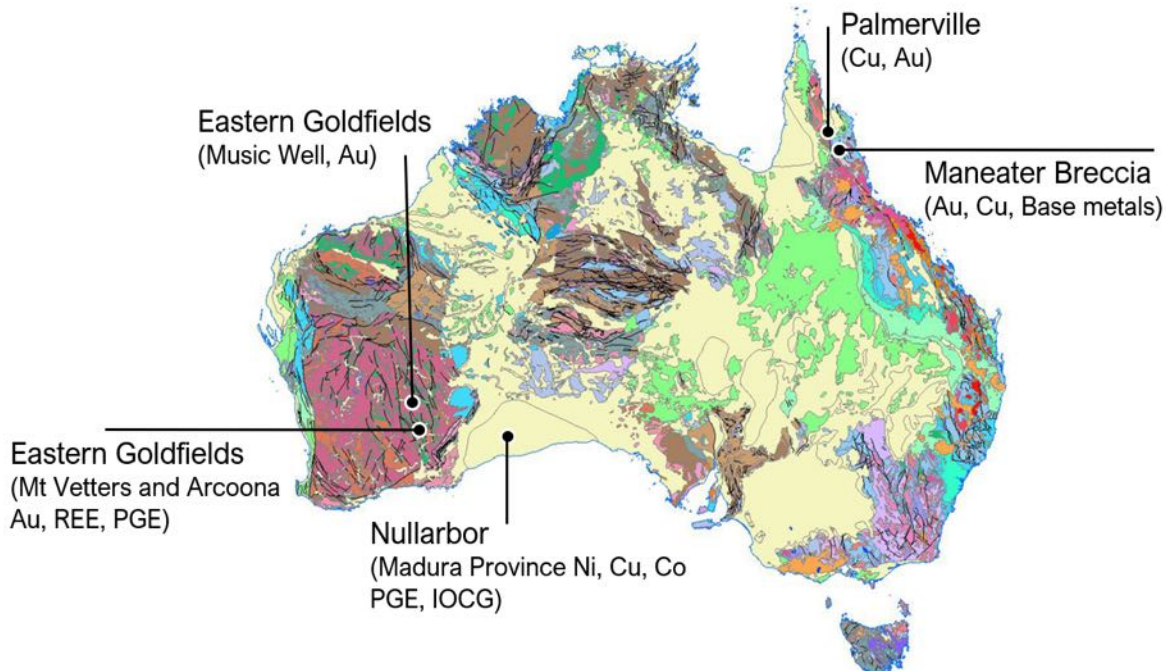 Palmerville
(Cu, Au)
Eastern Goldfields
(Music Well, Au)
Maneater Breccia
(Au, Cu, Base metals)
Eastern Goldfields
(Mt Vetters and Arcoona
Au, REE, PGE)
Nullarbor
(Madura Province Ni, Cu, Co
PGE, IOCG)